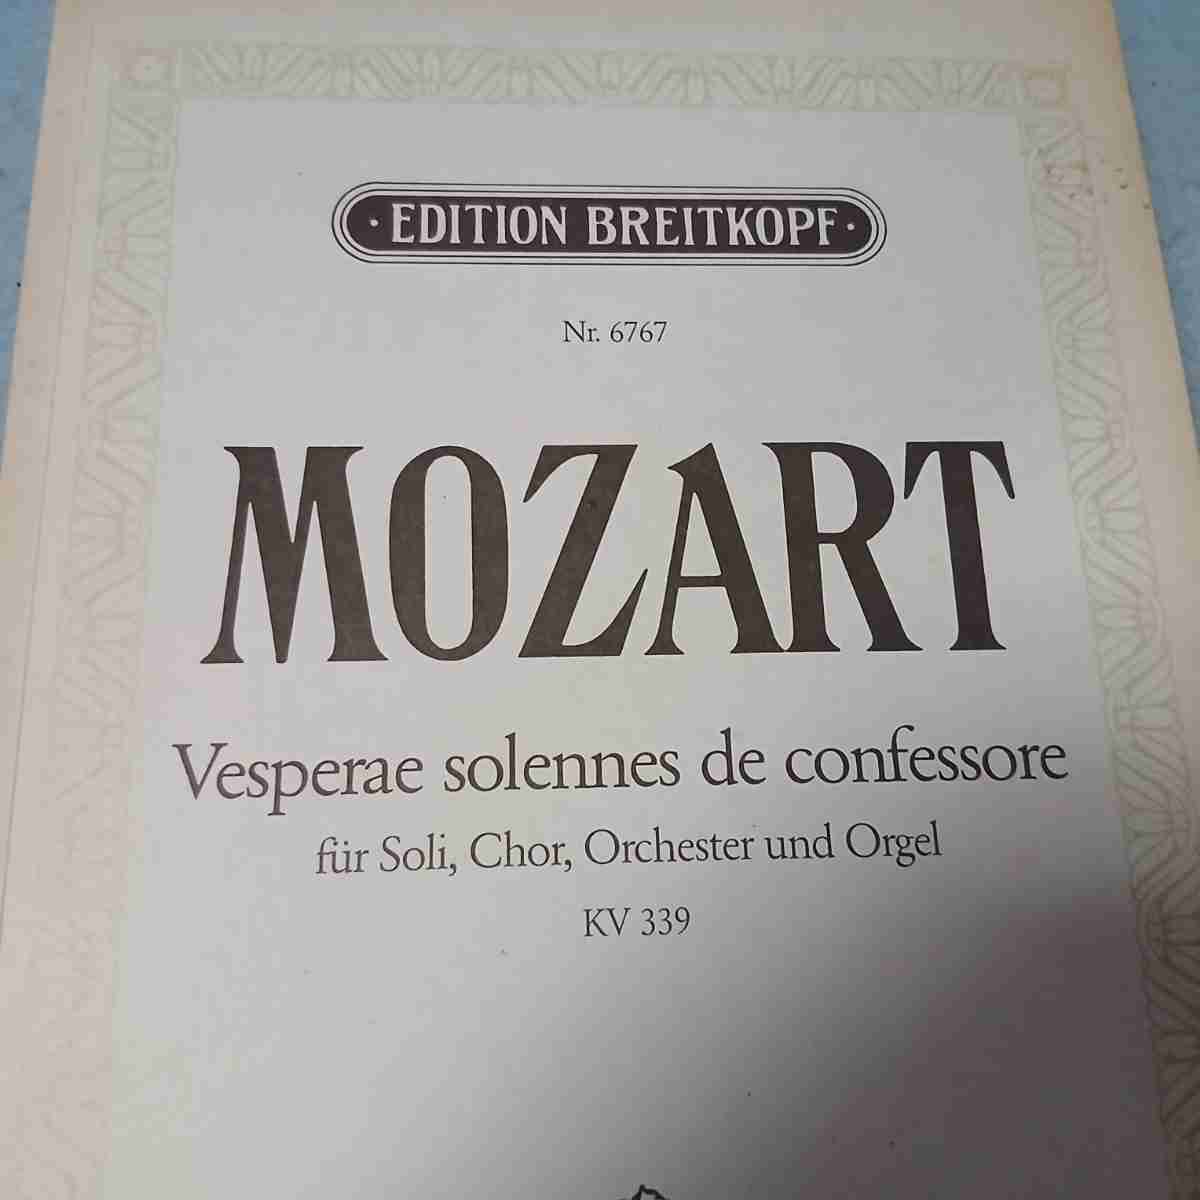 · EDITION BREITKOPF ·
Nr. 6767
MOZART
Vesperae solennes de confessore
für Soli, Chor, Orchester und Orgel
KV 339